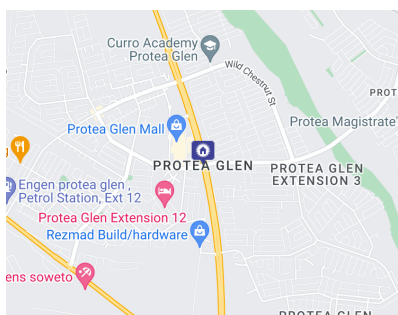 Curro Academy
Protea Glen
Wild Chestnut St
PROT
Protea Glen Mall
Protea Magistrate
g
PROTEA GLEN
PROTEA GLEN
EXTENSION 3
Engen protea glen ,
Petrol Station, Ext 12
Protea Glen Extension 12
Rezmad Build/hardware
ens soweto